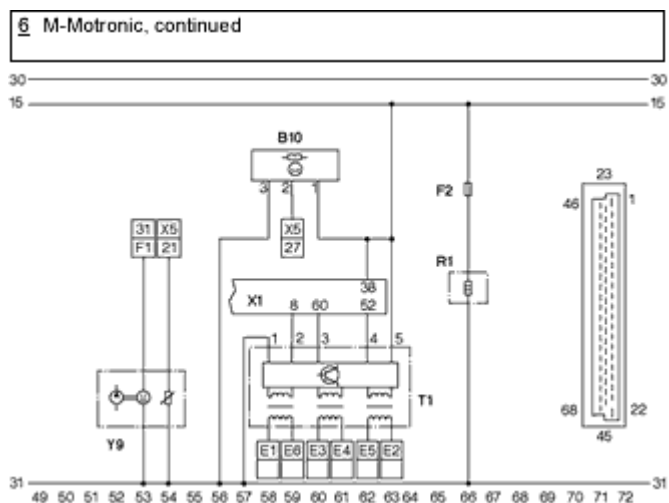 6 M-Motronic, continued
30 30
15 15
B10
3 2 1
31 X5
F1 21
X5
27
F2
R1
23
46 1
X1
38
8 60 52
1 2 3 4 5
T1
Y9
E1 E6 E3 E4 E5 E2
68 22
45
31 31
49 50 51 52 53 54 55 56 57 58 59 60 61 62 63 64 65 66 67 68 69 70 71 72